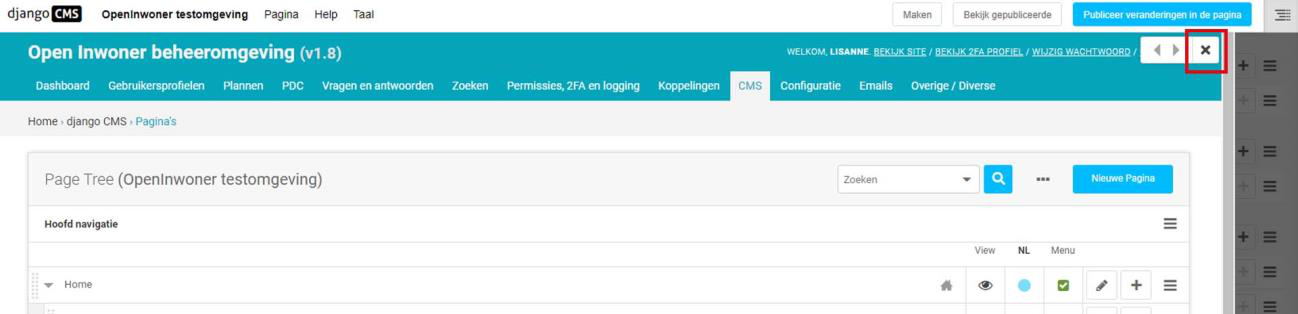 django CMS OpenInwoner testomgeving Pagina Help Taal Maken Bekijk gepubliceerde Publiceer veranderingen in de pagina
Open Inwoner beheeromgeving (v1.8) WELKOM, LISANNE. BEKIJK SITE / BEKIJK 2FA PROFIEL / WIJZIG WACHTWOORD /
Dashboard Gebruikersprofielen Plannen PDC Vragen en antwoorden Zoeken Permissies, 2FA en logging Koppelingen CMS Configuratie Emails Overige / Diverse
Home › django CMS › Pagina's
Page Tree (OpenInwoner testomgeving) Zoeken Nieuwe Pagina
Hoofd navigatie
View NL Menu
Home